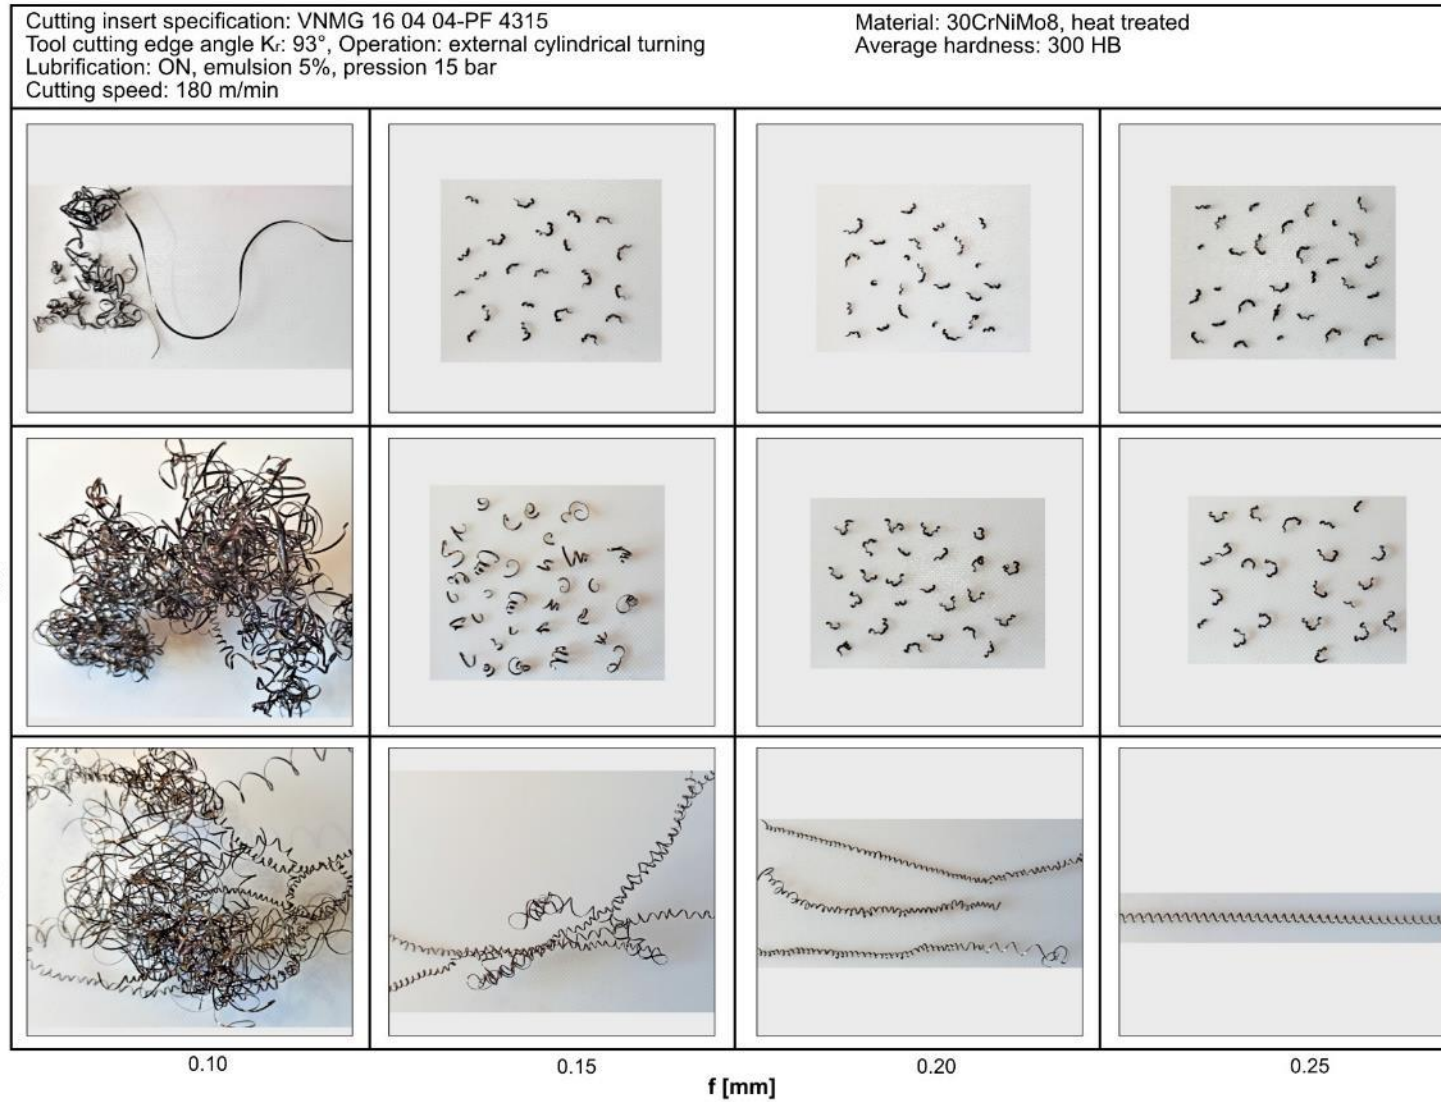 Cutting insert specification: VNMG 16 04 04-PF 4315
Tool cutting edge angle Kr: 93°, Operation: external cylindrical turning
Lubrification: ON, emulsion 5%, pression 15 bar
Cutting speed: 180 m/min
Material: 30CrNiMo8, heat treated
Average hardness: 300 HB
0.10
0.15
0.20
0.25
f [mm]